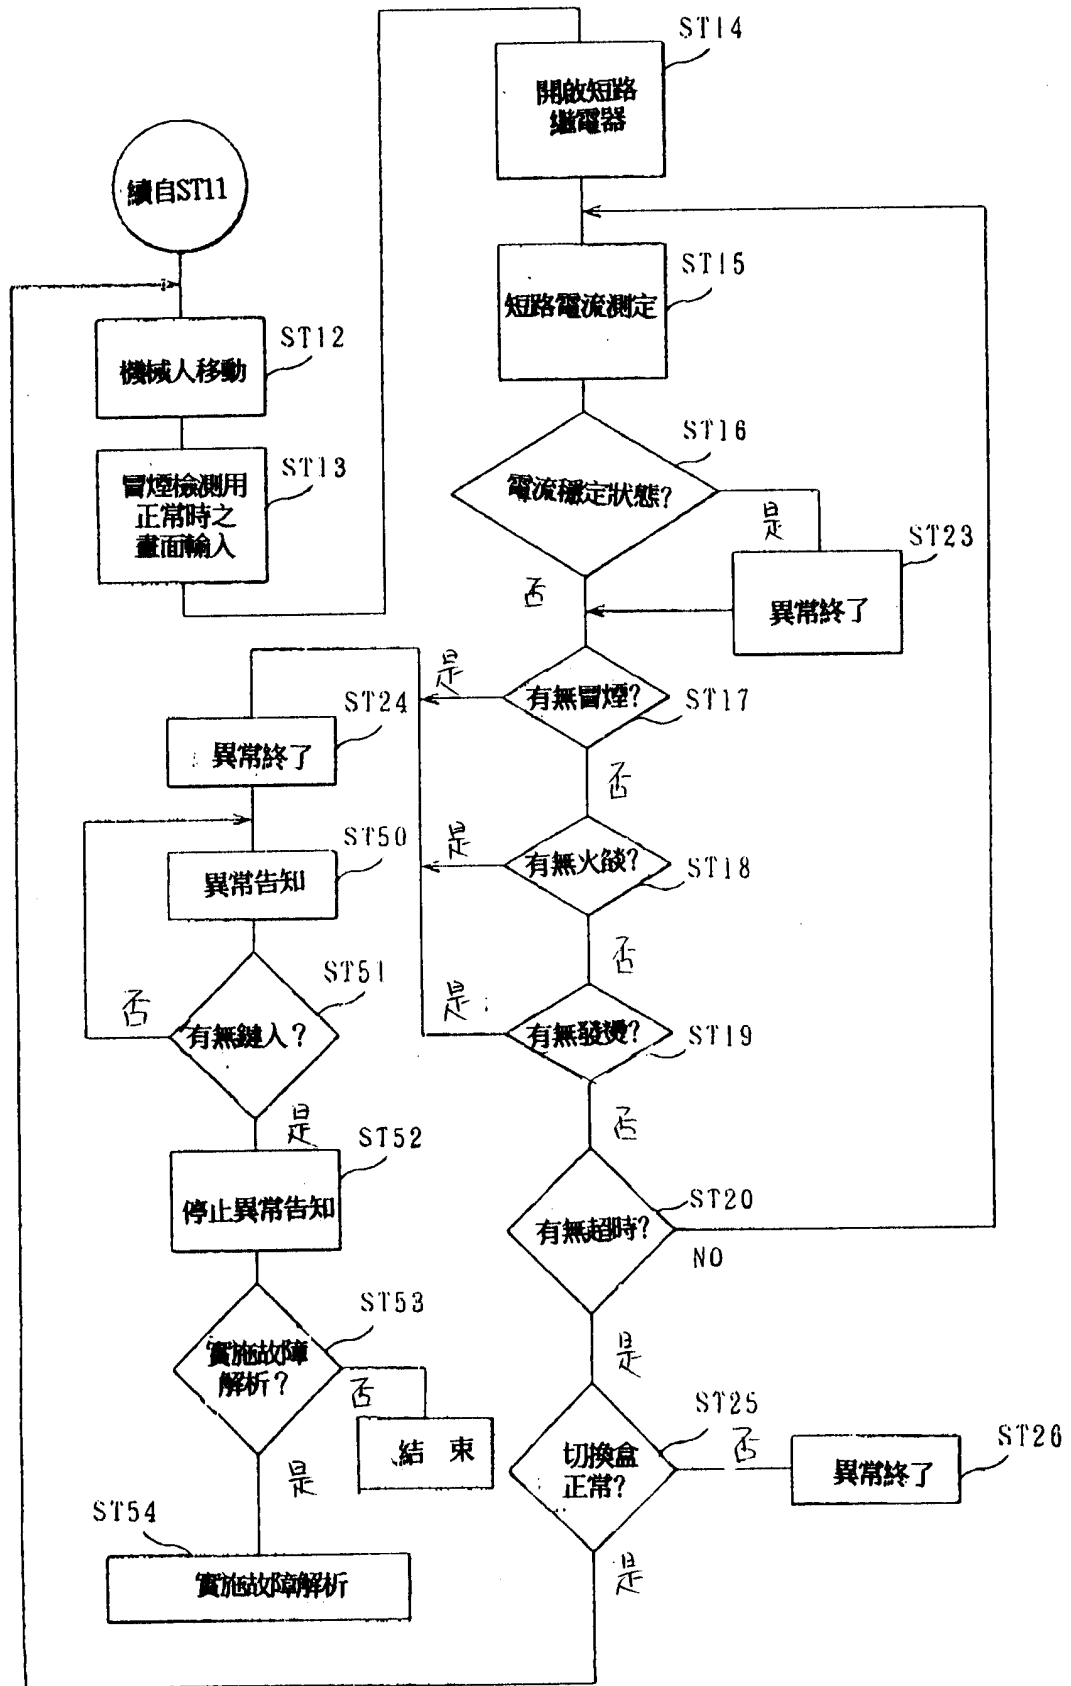 續自ST11
ST12
機械人移動
ST13
冒煙檢測用
正常時之
畫面輸入
ST14
開啟短路
繼電器
ST15
短路電流測定
ST16
電流穩定狀態?
是
否
ST23
異常終了
ST17
有無冒煙?
是
否
ST18
有無火燄?
是
否
ST19
有無發燙?
是
否
ST20
有無超時?
NO
是
ST25
切換盒
正常?
否
是
ST26
異常終了
ST24
異常終了
ST50
異常告知
ST51
有無鍵入?
否
是
ST52
停止異常告知
ST53
實施故障
解析?
否
結 束
是
ST54
實施故障解析